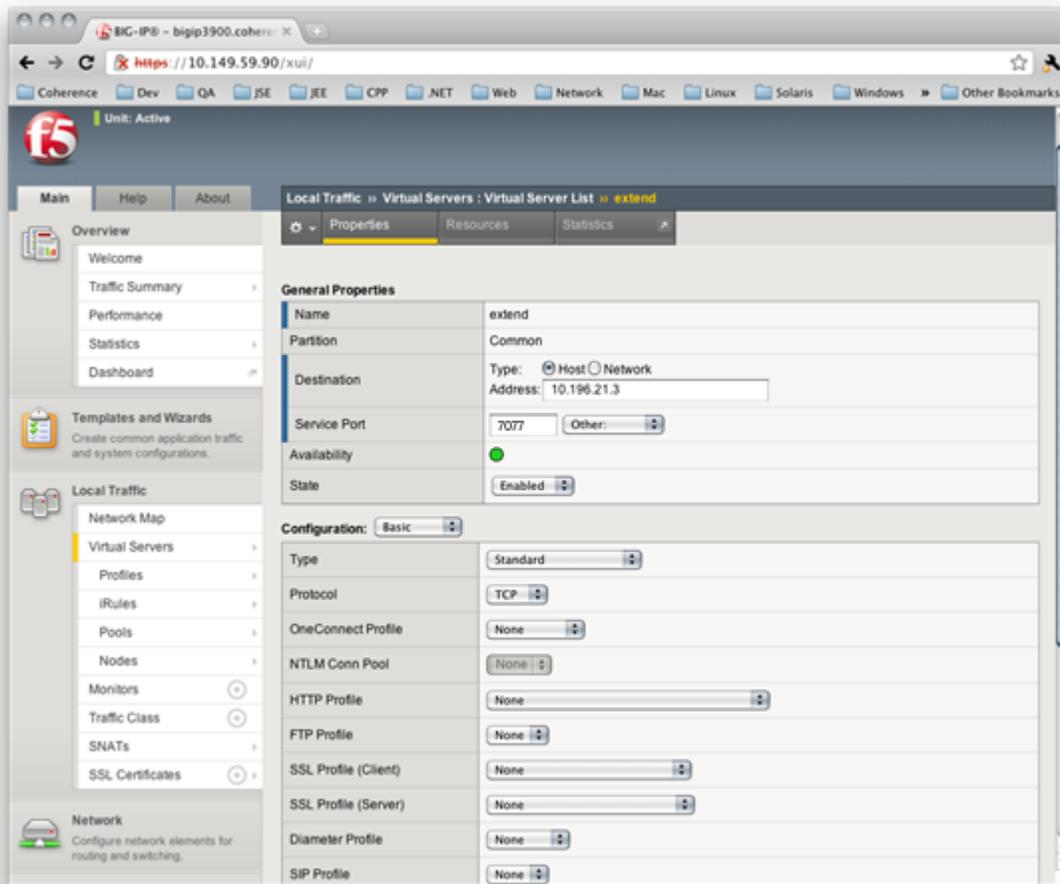 BIG-IP® - bigip3900.cohere
https://10.149.59.90/xui/
Coherence Dev QA JSE JEE CPP .NET Web Network Mac Linux Solaris Windows » Other Bookmarks
f5
Unit: Active
Main Help About
Local Traffic ›› Virtual Servers : Virtual Server List ›› extend
Properties Resources Statistics
Overview
Welcome
Traffic Summary
Performance
Statistics
Dashboard
Templates and Wizards
Create common application traffic
and system configurations.
Local Traffic
Network Map
Virtual Servers
Profiles
iRules
Pools
Nodes
Monitors
Traffic Class
SNATs
SSL Certificates
Network
Configure network elements for
routing and switching.
General Properties
Name extend
Partition Common
Destination
Type: Host Network
Address: 10.196.21.3
Service Port 7077 Other:
Availability
State Enabled
Configuration: Basic
Type Standard
Protocol TCP
OneConnect Profile None
NTLM Conn Pool None
HTTP Profile None
FTP Profile None
SSL Profile (Client) None
SSL Profile (Server) None
Diameter Profile None
SIP Profile None